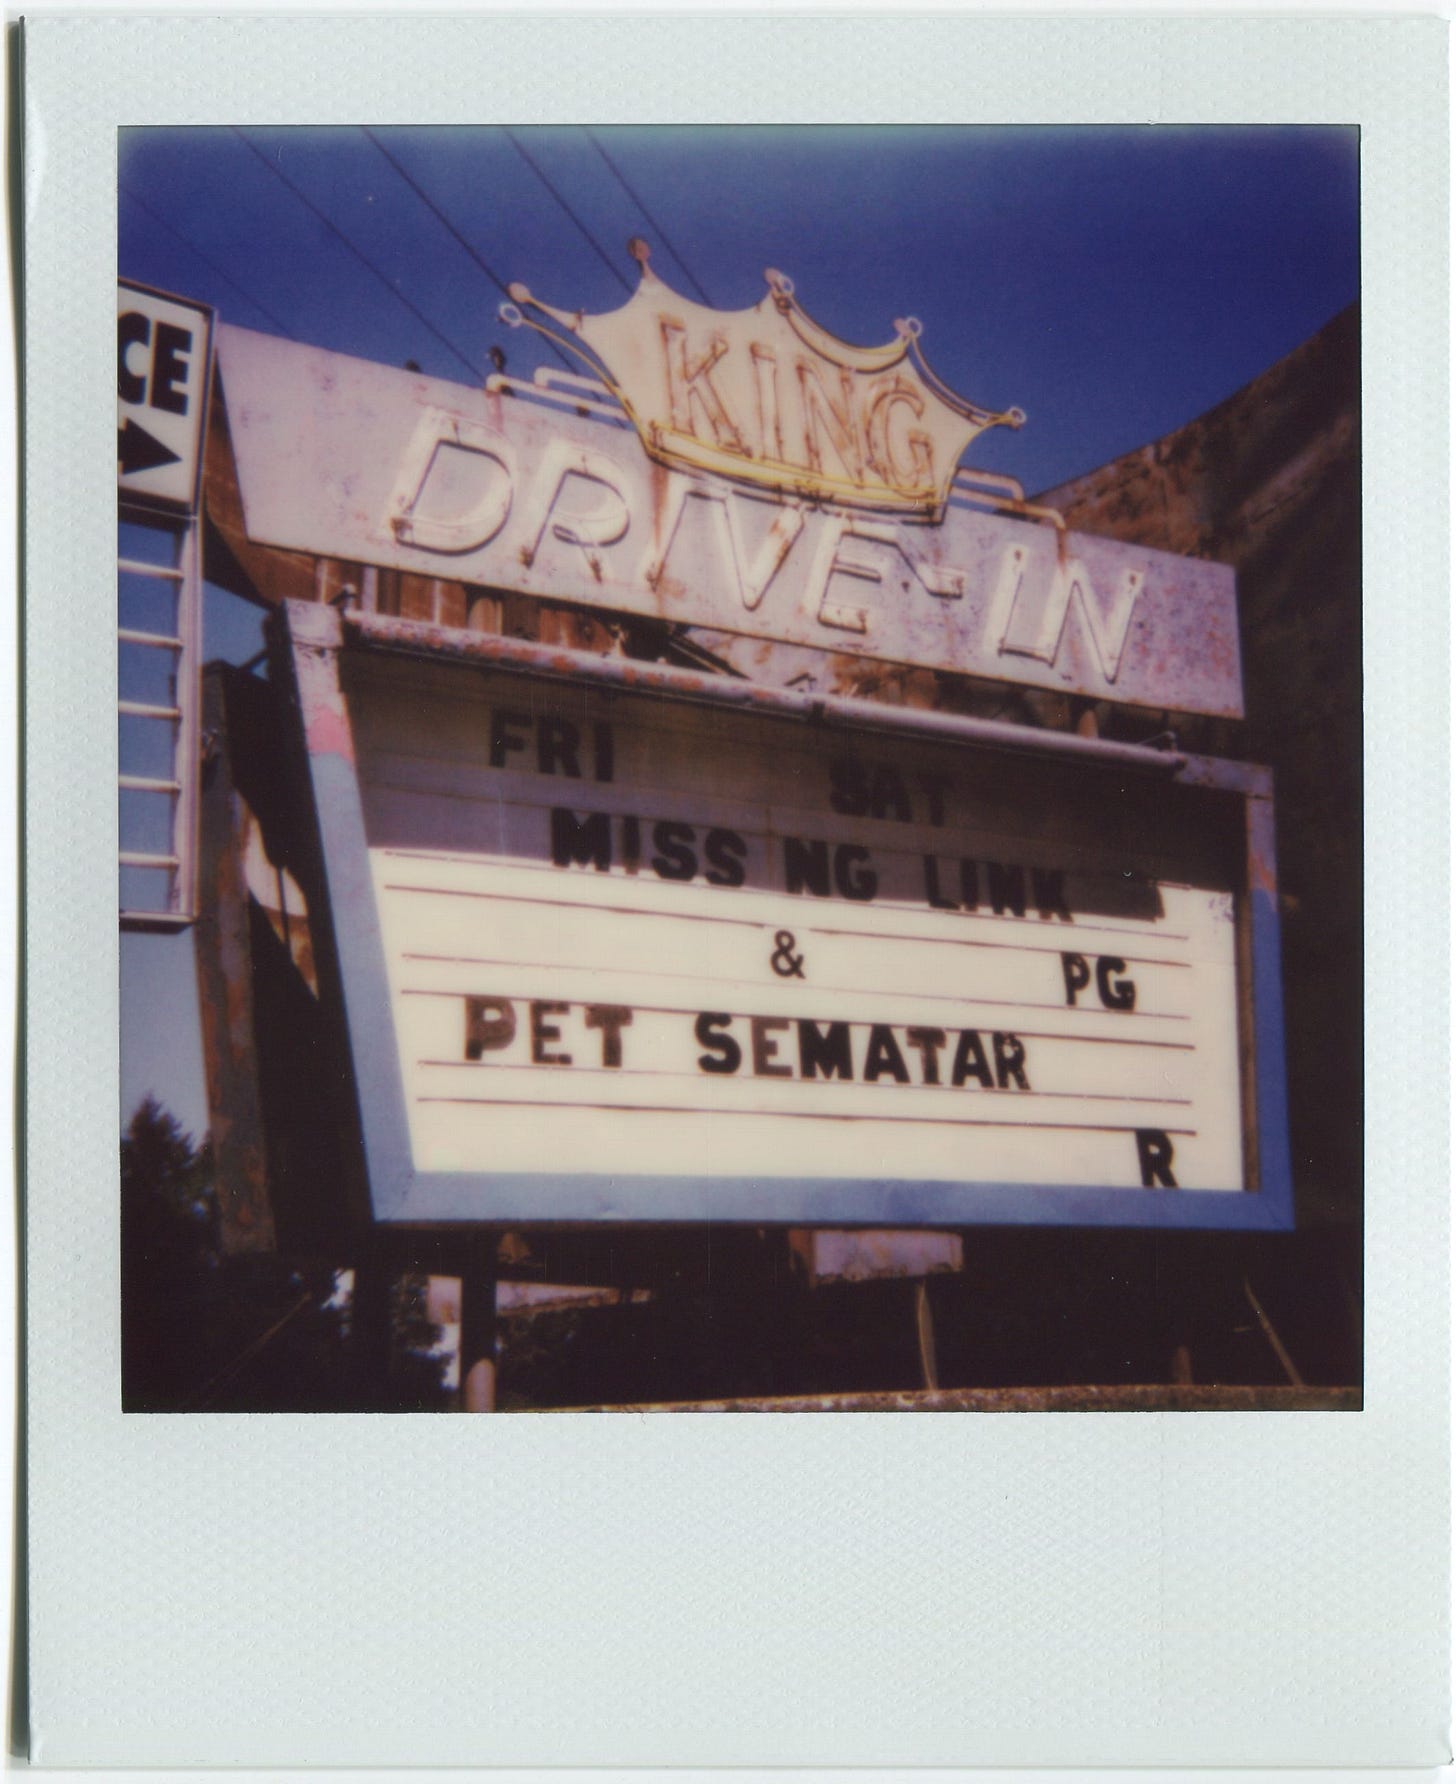 CE
KING
DRIVE-IN
FRI SAT
MISS NG LINK
& PG
PET SEMATAR
R